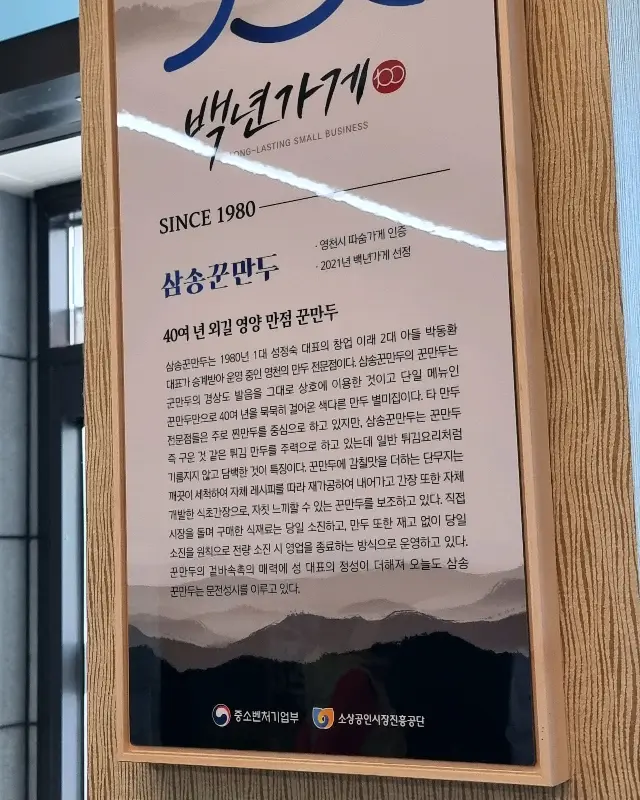 백년가게 100
LONG-LASTING SMALL BUSINESS
SINCE 1980
· 영천시 따숨가게 인증
· 2021년 백년가게 선정
삼송꾼만두
40여 년 외길 영양 만점 꾼만두
삼송꾼만두는 1980년 1대 성정숙 대표의 창업 이래 2대 아들 박동환
대표가 승계받아 운영 중인 영천의 만두 전문점이다. 삼송꾼만두의 꾼만두는
군만두의 경상도 발음을 그대로 상호에 이용한 것이고 단일 메뉴인
꾼만두만으로 40여 년을 묵묵히 걸어온 색다른 만두 별미집이다. 타 만두
전문점들은 주로 찐만두를 중심으로 하고 있지만, 삼송꾼만두는 꾼만두
즉 구운 것 같은 튀김 만두를 주력으로 하고 있는데 일반 튀김요리처럼
기름지지 않고 담백한 것이 특징이다. 꾼만두에 감칠맛을 더하는 단무지는
깨끗이 세척하여 자체 레시피를 따라 재가공하여 내어가고 간장 또한 자체
개발한 식초간장으로, 자칫 느끼할 수 있는 꾼만두를 보조하고 있다. 직접
시장을 돌며 구매한 식재료는 당일 소진하고, 만두 또한 재고 없이 당일
소진을 원칙으로 전량 소진 시 영업을 종료하는 방식으로 운영하고 있다.
꾼만두의 겉바속촉의 매력에 성 대표의 정성이 더해져 오늘도 삼송
꾼만두는 문전성시를 이루고 있다.
중소벤처기업부
소상공인시장진흥공단